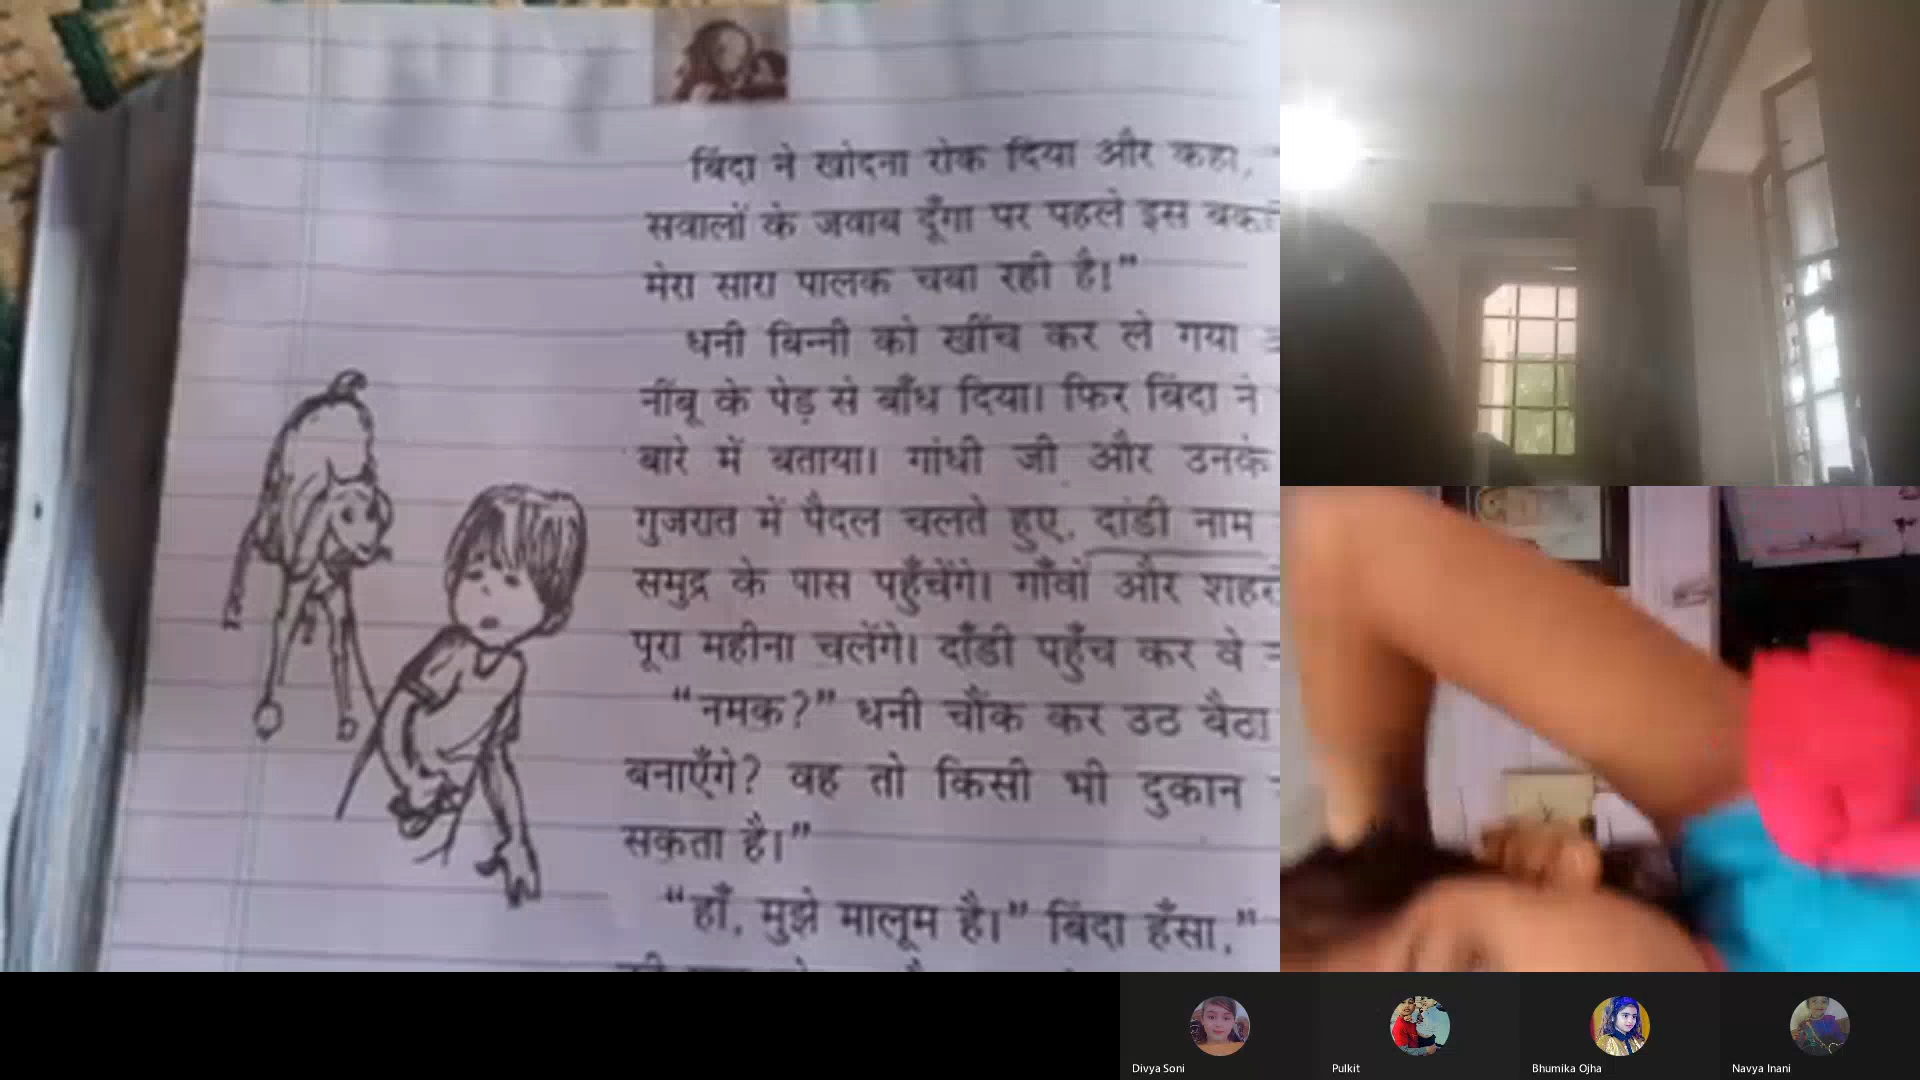 बिंदा ने खोदना रोक दिया और कहा,
सवालों के जवाब दूँगा पर पहले इस
मेरा सारा पालक चबा रही है।”
धनी बिन्नी को खींच कर ले गया
नींबू के पेड़ से बाँध दिया। फिर बिंदा ने
बारे में बताया। गांधी जी और उनके
गुजरात में पैदल चलते हुए, दांडी नाम
समुद्र के पास पहुँचेंगे। गाँवों और
पूरा महीना चलेंगे। दाँडी पहुँच कर वे
“नमक?” धनी चौंक कर उठ बैठा
बनाएँगे? वह तो किसी भी दुकान
सकता है।”
“हाँ, मुझे मालूम है।” बिंदा हँसा,”
Divya Soni
Pulkit
Bhumika Ojha
Navya Inani